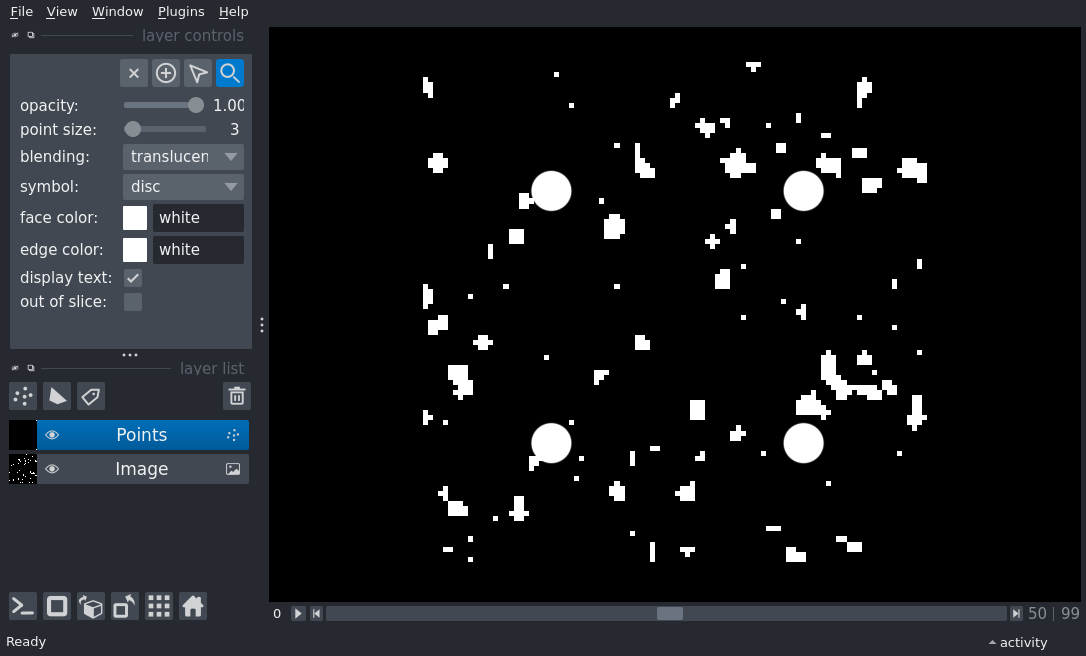 File View Window Plugins Help
layer controls
opacity: 1.00
point size: 3
blending: translucen
symbol: disc
face color: white
edge color: white
display text:
out of slice:
layer list
Points
Image
0 50 99
Ready activity